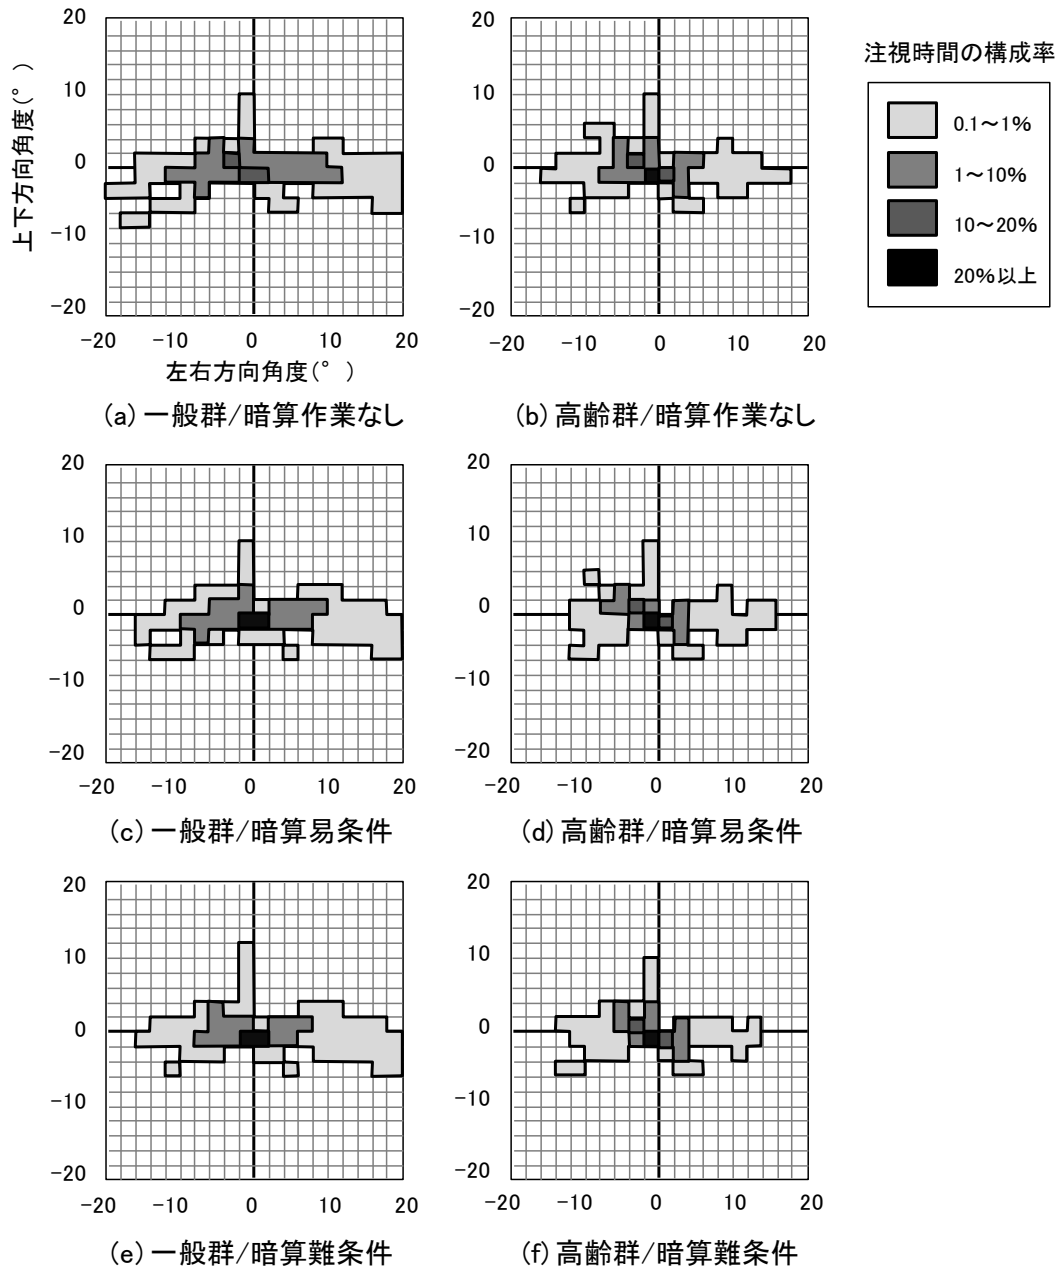 20
10
0
-10
-20
上下方向角度(°)
-20 -10 0 10 20
左右方向角度(°)
(a) 一般群/暗算作業なし
20
10
0
-10
-20
-20 -10 0 10 20
(b) 高齢群/暗算作業なし
注視時間の構成率
0.1～1%
1～10%
10～20%
20%以上
20
10
0
-10
-20
-20 -10 0 10 20
(c) 一般群/暗算易条件
20
10
0
-10
-20
-20 -10 0 10 20
(d) 高齢群/暗算易条件
20
10
0
-10
-20
-20 -10 0 10 20
(e) 一般群/暗算難条件
20
10
0
-10
-20
-20 -10 0 10 20
(f) 高齢群/暗算難条件